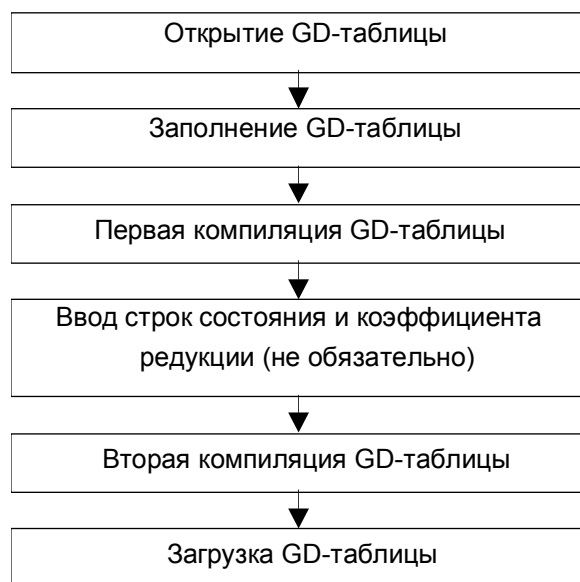 Открытие GD-таблицы
Заполнение GD-таблицы
Первая компиляция GD-таблицы
Ввод строк состояния и коэффициента
редукции (не обязательно)
Вторая компиляция GD-таблицы
Загрузка GD-таблицы